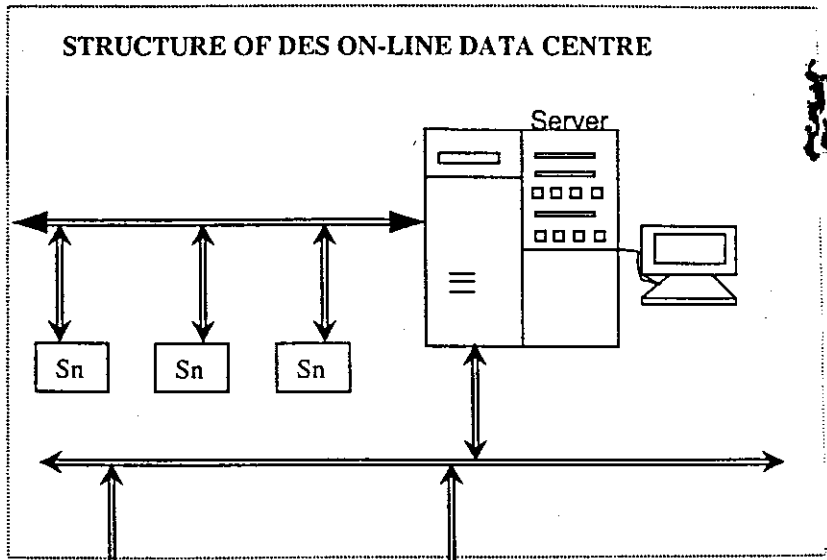 STRUCTURE OF DES ON-LINE DATA CENTRE
Server
Sn Sn Sn